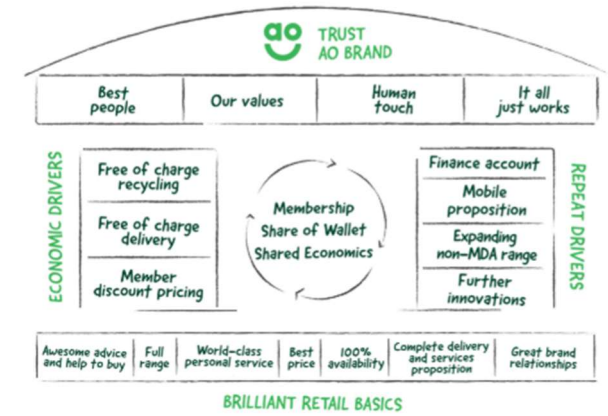 ao
TRUST
AO BRAND
Best
people
Our values
Human
touch
It all
just works
ECONOMIC DRIVERS
Free of charge
recycling
Free of charge
delivery
Member
discount pricing
Membership
Share of Wallet
Shared Economics
Finance account
Mobile
proposition
Expanding
non-MDA range
Further
innovations
REPEAT DRIVERS
Awesome advice
and help to buy
Full
range
World-class
personal service
Best
price
100%
availability
Complete delivery
and services
proposition
Great brand
relationships
BRILLIANT RETAIL BASICS